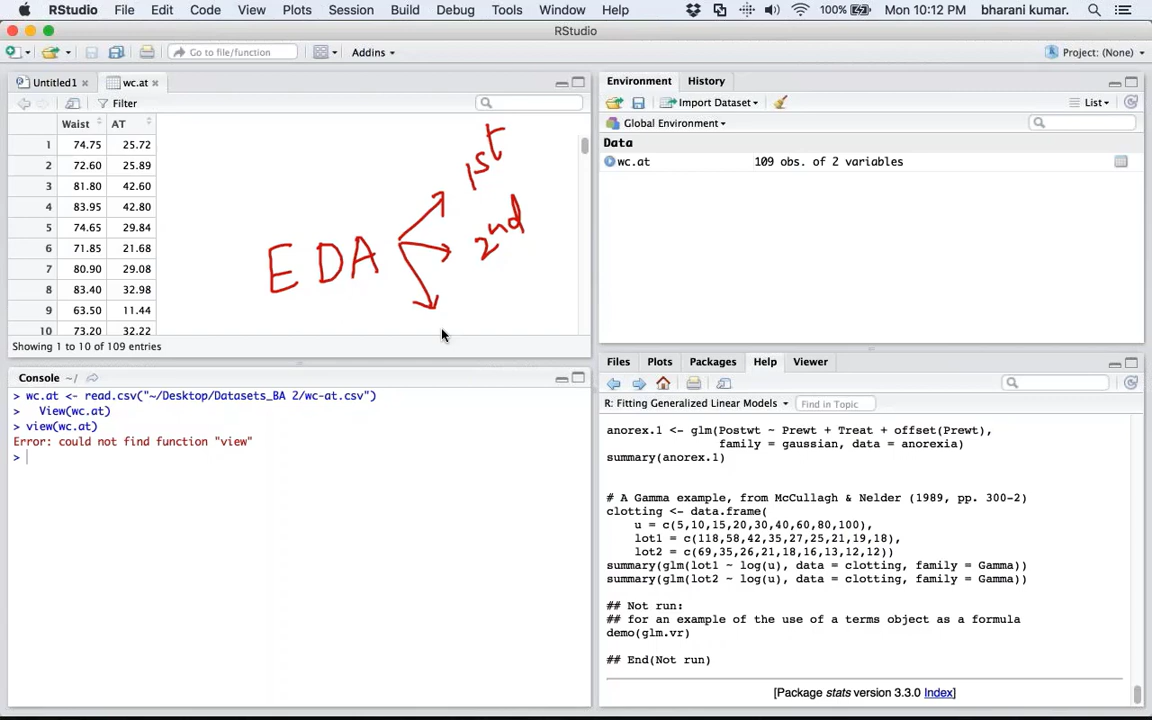 RStudio File Edit Code View Plots Session Build Debug Tools Window Help 100% Mon 10:12 PM bharani kumar.
RStudio
Go to file/function Addins Project: (None)
Untitled1 wc.at
Filter
Waist AT
1 74.75 25.72
2 72.60 25.89
3 81.80 42.60
4 83.95 42.80
5 74.65 29.84
6 71.85 21.68
7 80.90 29.08
8 83.40 32.98
9 63.50 11.44
10 73.20 32.22
Showing 1 to 10 of 109 entries
1st
2nd
EDA
Console ~/
> wc.at <- read.csv("~/Desktop/Datasets_BA 2/wc-at.csv")
>   View(wc.at)
> view(wc.at)
Error: could not find function "view"
>
Environment History
Import Dataset List
Global Environment
Data
wc.at 109 obs. of 2 variables
Files Plots Packages Help Viewer
R: Fitting Generalized Linear Models Find in Topic
anorex.1 <- glm(Postwt ~ Prewt + Treat + offset(Prewt),
family = gaussian, data = anorexia)
summary(anorex.1)
# A Gamma example, from McCullagh & Nelder (1989, pp. 300-2)
clotting <- data.frame(
u = c(5,10,15,20,30,40,60,80,100),
lot1 = c(118,58,42,35,27,25,21,19,18),
lot2 = c(69,35,26,21,18,16,13,12,12))
summary(glm(lot1 ~ log(u), data = clotting, family = Gamma))
summary(glm(lot2 ~ log(u), data = clotting, family = Gamma))
## Not run:
## for an example of the use of a terms object as a formula
demo(glm.vr)
## End(Not run)
[Package stats version 3.3.0 Index]